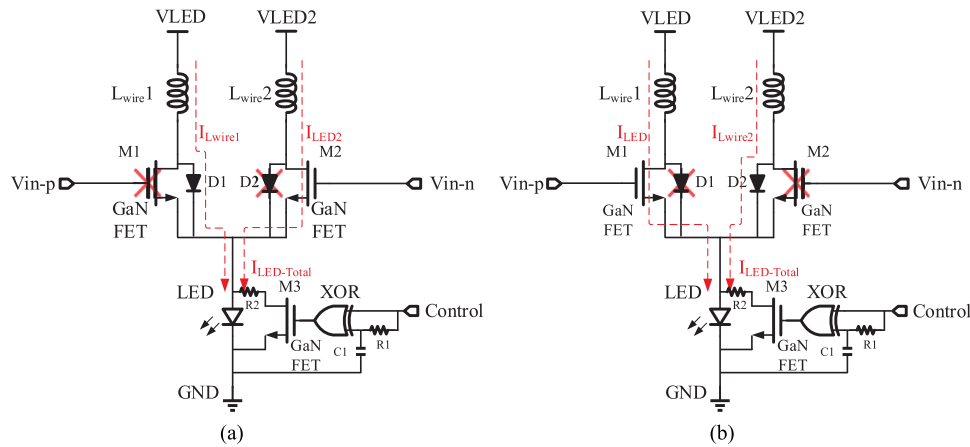 VLED
VLED2
Lwire1
Lwire2
ILwire1
ILED2
M1
M2
D1
D2
Vin-p
Vin-n
GaN
FET
GaN
FET
ILED-Total
LED
R2
M3
XOR
Control
R1
C1
GaN
FET
GND
(a)
VLED
VLED2
Lwire1
Lwire2
ILED
ILwire2
M1
M2
D1
D2
Vin-p
Vin-n
GaN
FET
GaN
FET
ILED-Total
LED
R2
M3
XOR
Control
R1
C1
GaN
FET
GND
(b)